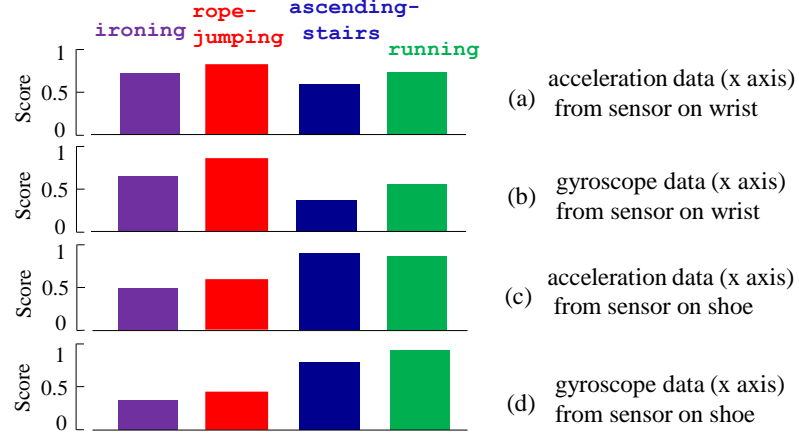 ironing
rope-
jumping
ascending-
stairs
running
1
0.5
0
Score
(a)
acceleration data (x axis)
from sensor on wrist
1
0.5
0
Score
(b)
gyroscope data (x axis)
from sensor on wrist
1
0.5
0
Score
(c)
acceleration data (x axis)
from sensor on shoe
1
0.5
0
Score
(d)
gyroscope data (x axis)
from sensor on shoe